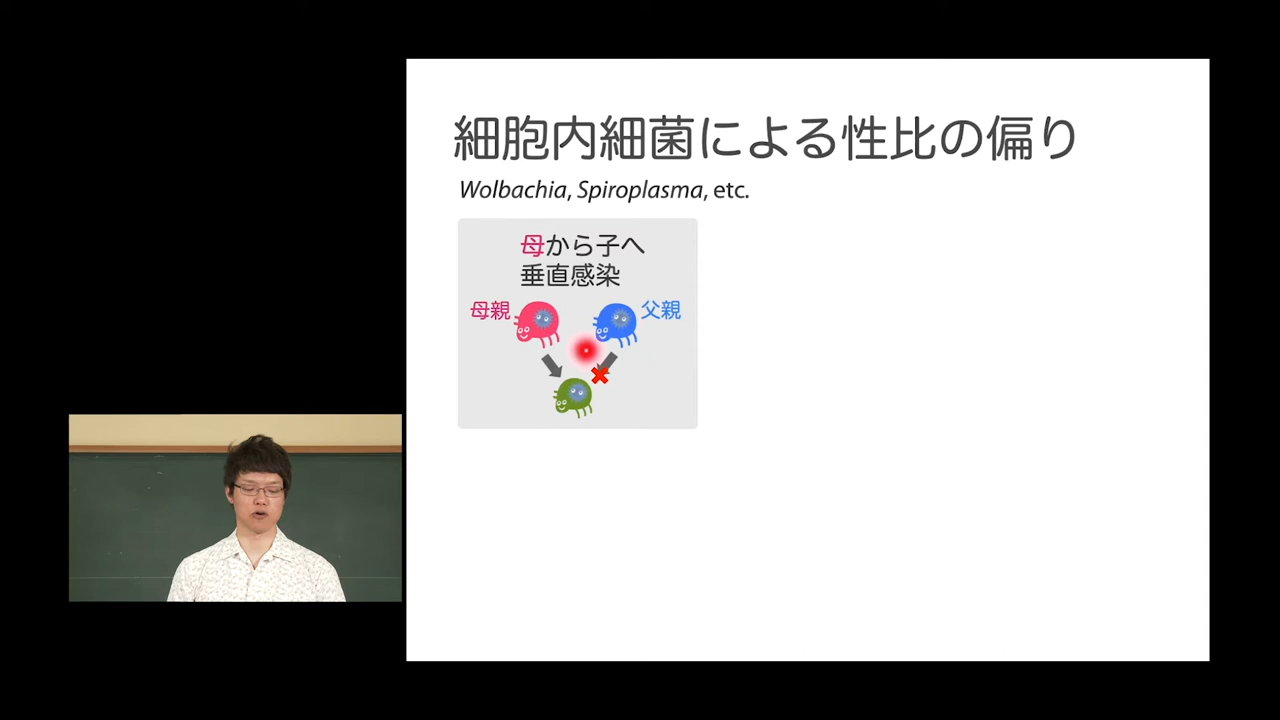 細胞内細菌による性比の偏り
Wolbachia, Spiroplasma, etc.
母から子へ
垂直感染
母親
父親